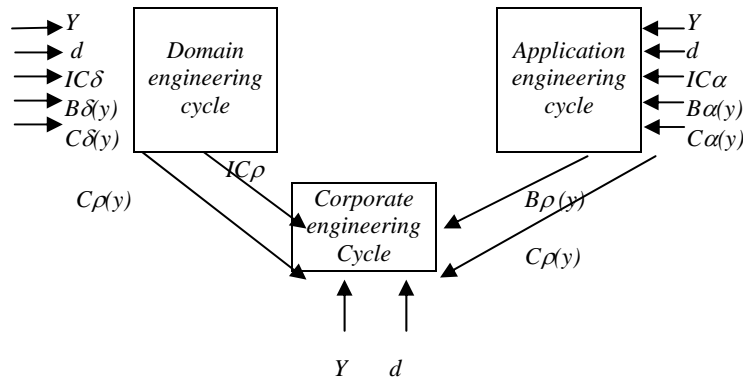 Y
d
ICδ
Bδ(y)
Cδ(y)
Domain
engineering
cycle
Application
engineering
cycle
Y
d
ICα
Bα(y)
Cα(y)
ICρ
Cρ(y)
Corporate
engineering
Cycle
Bρ(y)
Cρ(y)
Y d